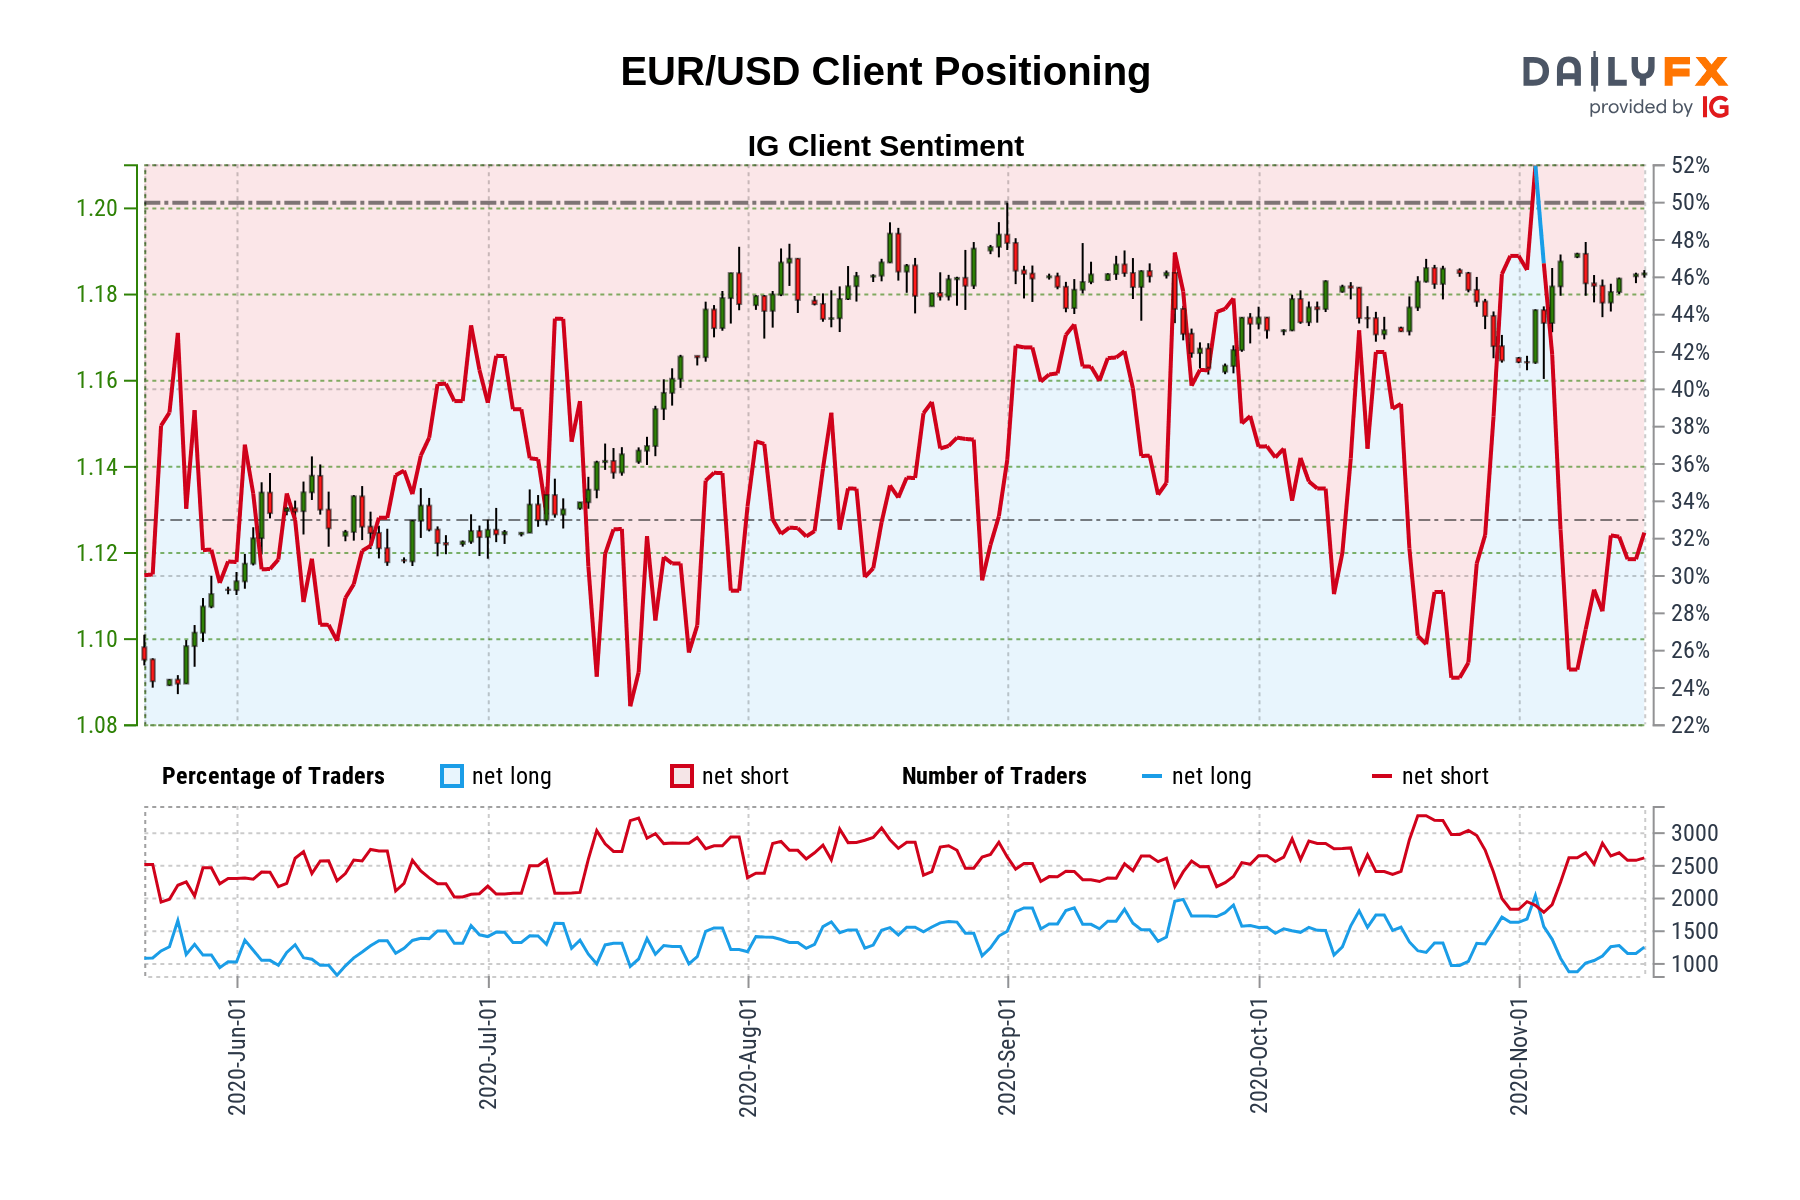 EUR/USD Client Positioning
DAILYFX
provided by IG
IG Client Sentiment
1.20
1.18
1.16
1.14
1.12
1.10
1.08
52%
50%
48%
46%
44%
42%
40%
38%
36%
34%
32%
30%
28%
26%
24%
22%
Percentage of Traders net long net short Number of Traders net long net short
3000
2500
2000
1500
1000
2020-Jun-01
2020-Jul-01
2020-Aug-01
2020-Sep-01
2020-Oct-01
2020-Nov-01